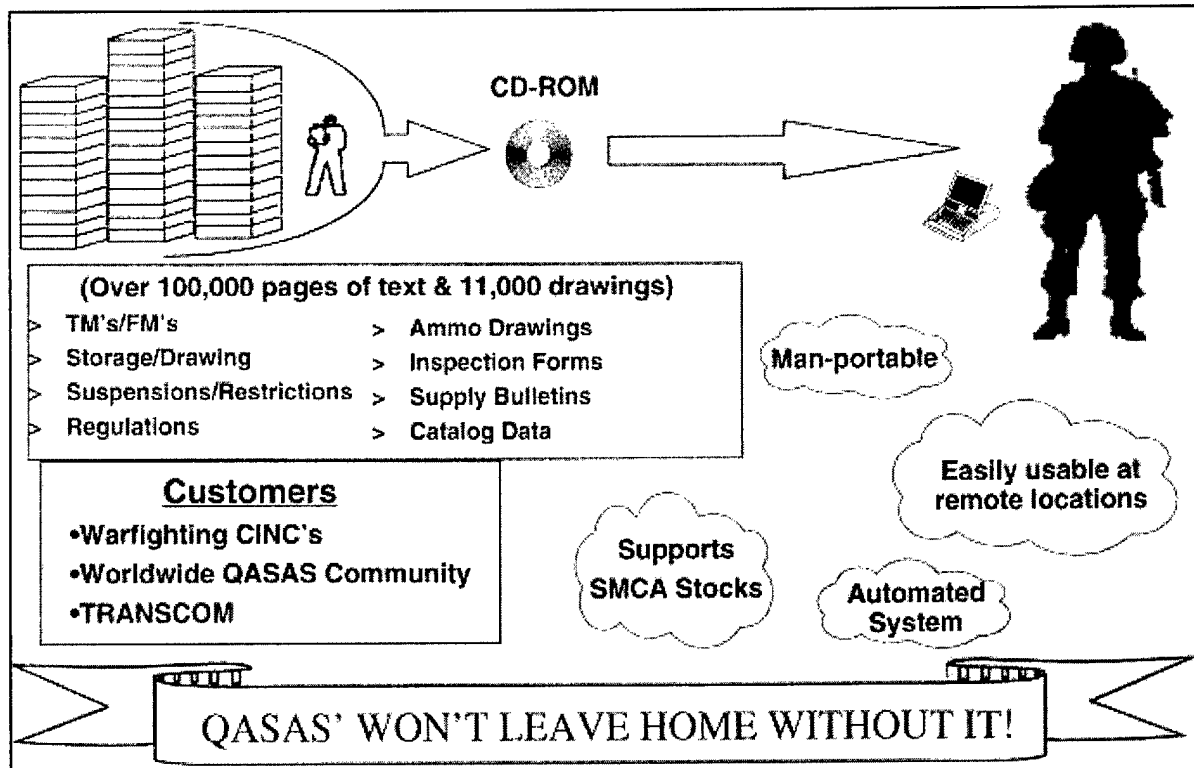 CD-ROM
(Over 100,000 pages of text & 11,000 drawings)
> TM's/FM's
> Storage/Drawing
> Suspensions/Restrictions
> Regulations
> Ammo Drawings
> Inspection Forms
> Supply Bulletins
> Catalog Data
Man-portable
Easily usable at
remote locations
Customers
•Warfighting CINC's
•Worldwide QASAS Community
•TRANSCOM
Supports
SMCA Stocks
Automated
System
QASAS' WON'T LEAVE HOME WITHOUT IT!